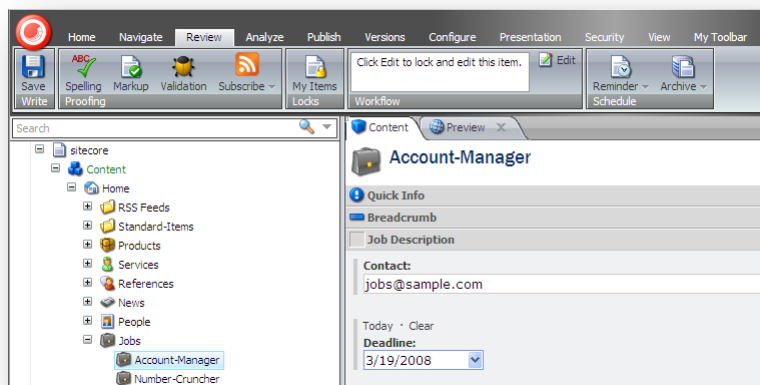 Home Navigate Review Analyze Publish Versions Configure Presentation Security View My Toolbar
ABC
Save Spelling Markup Validation Subscribe My Items Click Edit to lock and edit this item. Edit Reminder Archive
Write Proofing Locks Workflow Schedule
Search
Content Preview X
sitecore
Content
Home
RSS Feeds
Standard-Items
Products
Services
References
News
People
Jobs
Account-Manager
Number-Cruncher
Account-Manager
Quick Info
Breadcrumb
Job Description
Contact:
jobs@sample.com
Today · Clear
Deadline:
3/19/2008